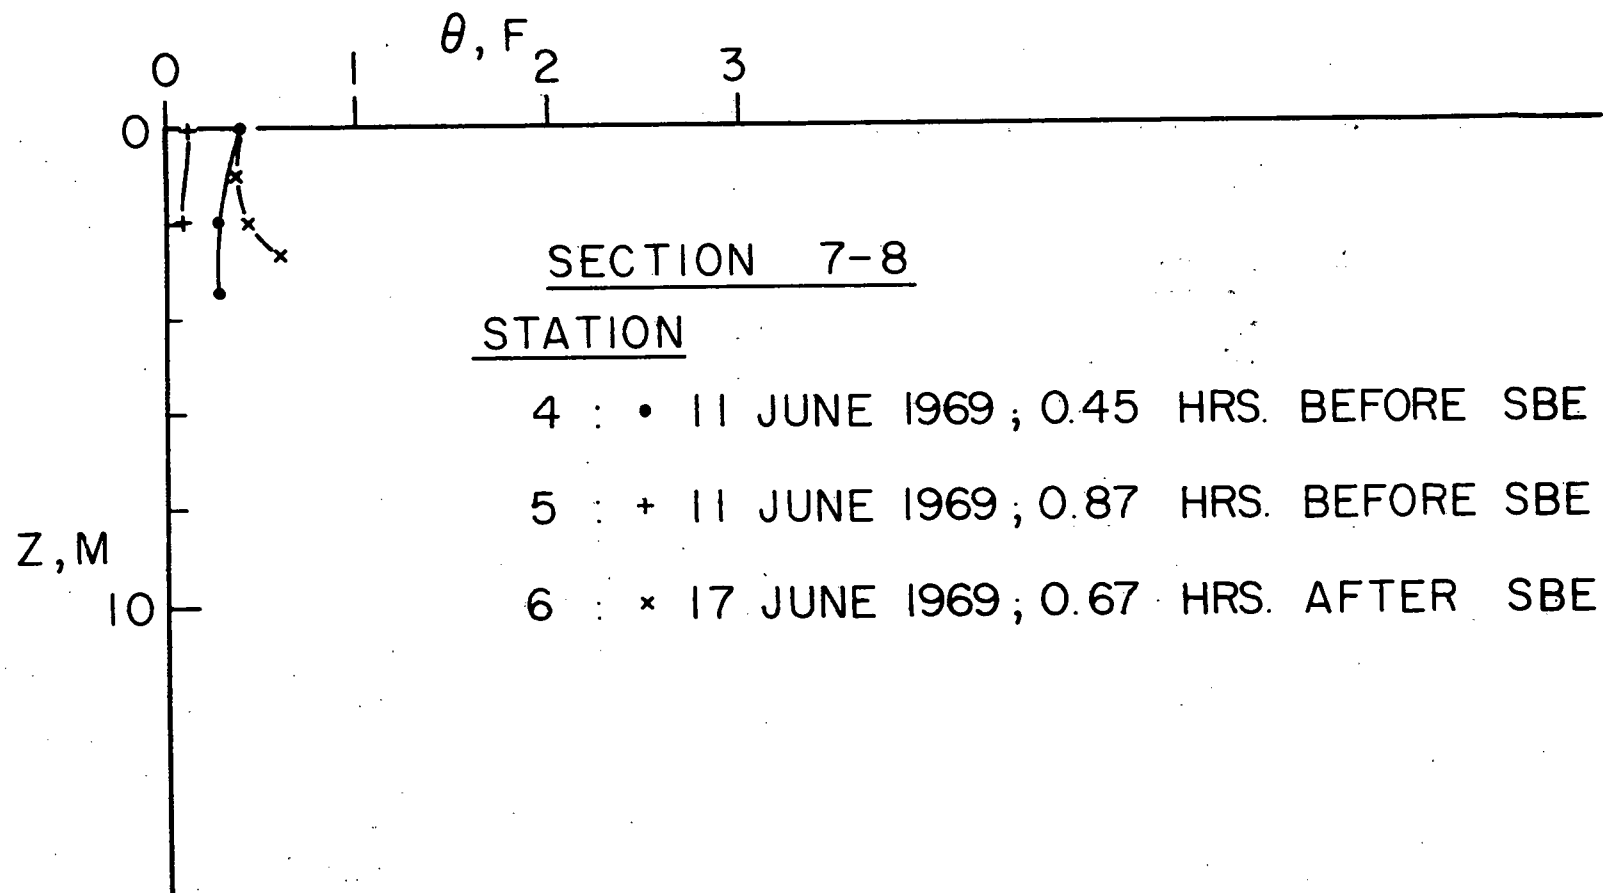 θ, F
0 1 2 3
0
SECTION 7-8
STATION
4 : • 11 JUNE 1969; 0.45 HRS. BEFORE SBE
5 : + 11 JUNE 1969; 0.87 HRS. BEFORE SBE
Z, M
10
6 : × 17 JUNE 1969; 0.67 HRS. AFTER SBE